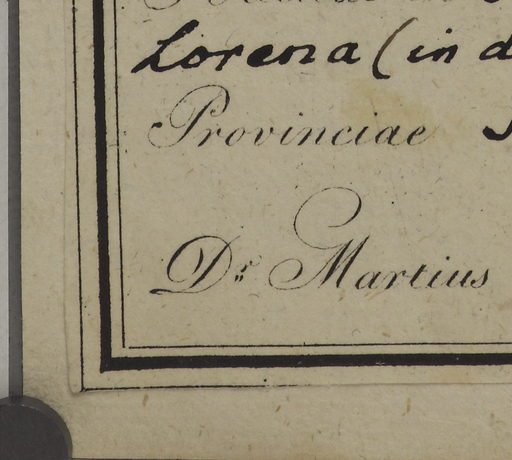 Lorena (in
Provinciae
Dr. Martius